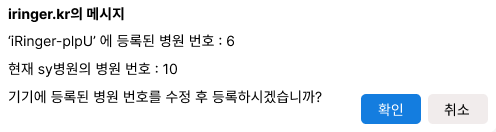 iringer.kr의 메시지
‘iRinger-plpU’ 에 등록된 병원 번호 : 6
현재 sy병원의 병원 번호 : 10
기기에 등록된 병원 번호를 수정 후 등록하시겠습니까?
확인 취소